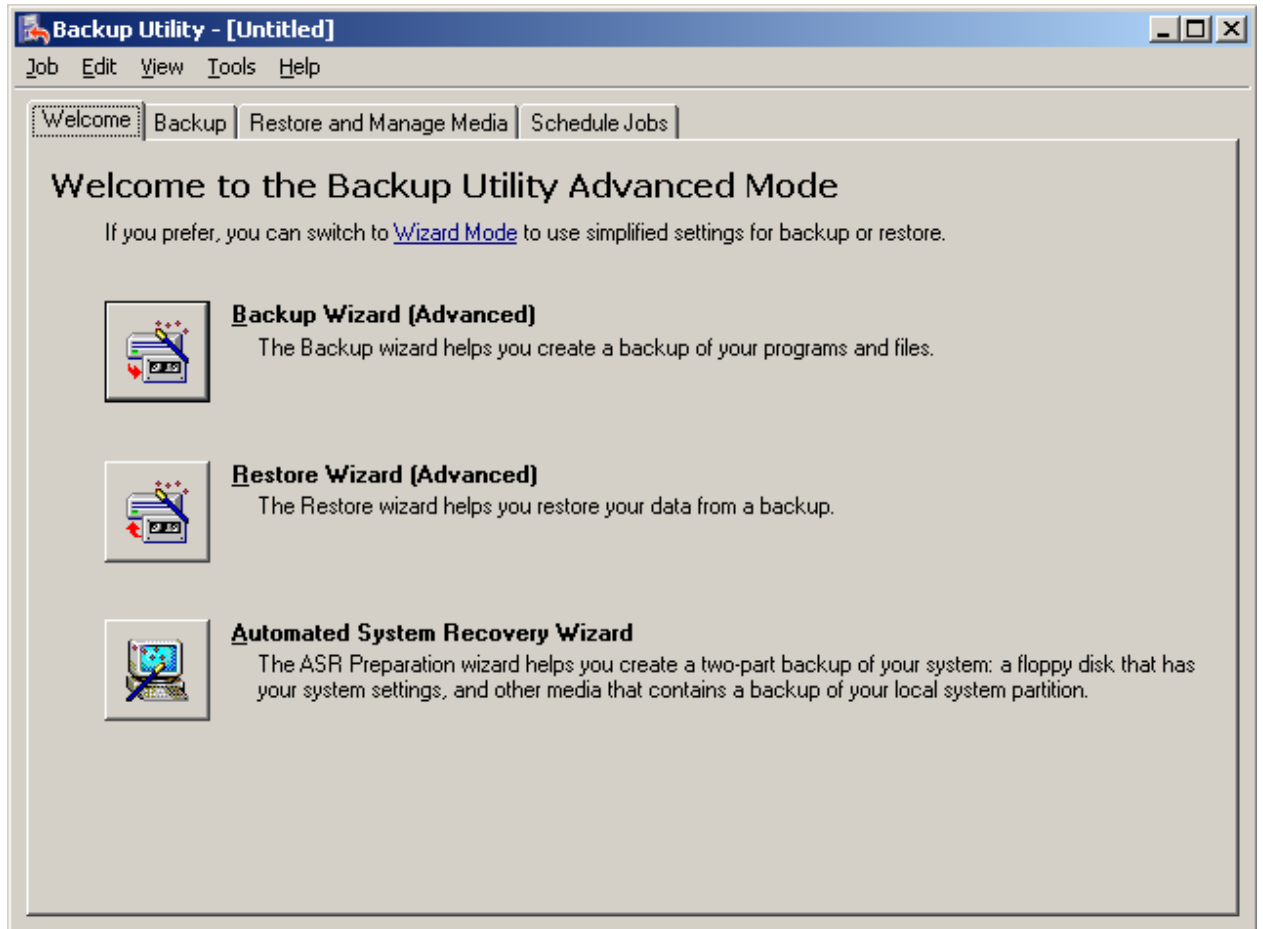 Backup Utility - [Untitled]
Job Edit View Tools Help
Welcome Backup Restore and Manage Media Schedule Jobs
Welcome to the Backup Utility Advanced Mode
If you prefer, you can switch to Wizard Mode to use simplified settings for backup or restore.
Backup Wizard (Advanced)
The Backup wizard helps you create a backup of your programs and files.
Restore Wizard (Advanced)
The Restore wizard helps you restore your data from a backup.
Automated System Recovery Wizard
The ASR Preparation wizard helps you create a two-part backup of your system: a floppy disk that has
your system settings, and other media that contains a backup of your local system partition.